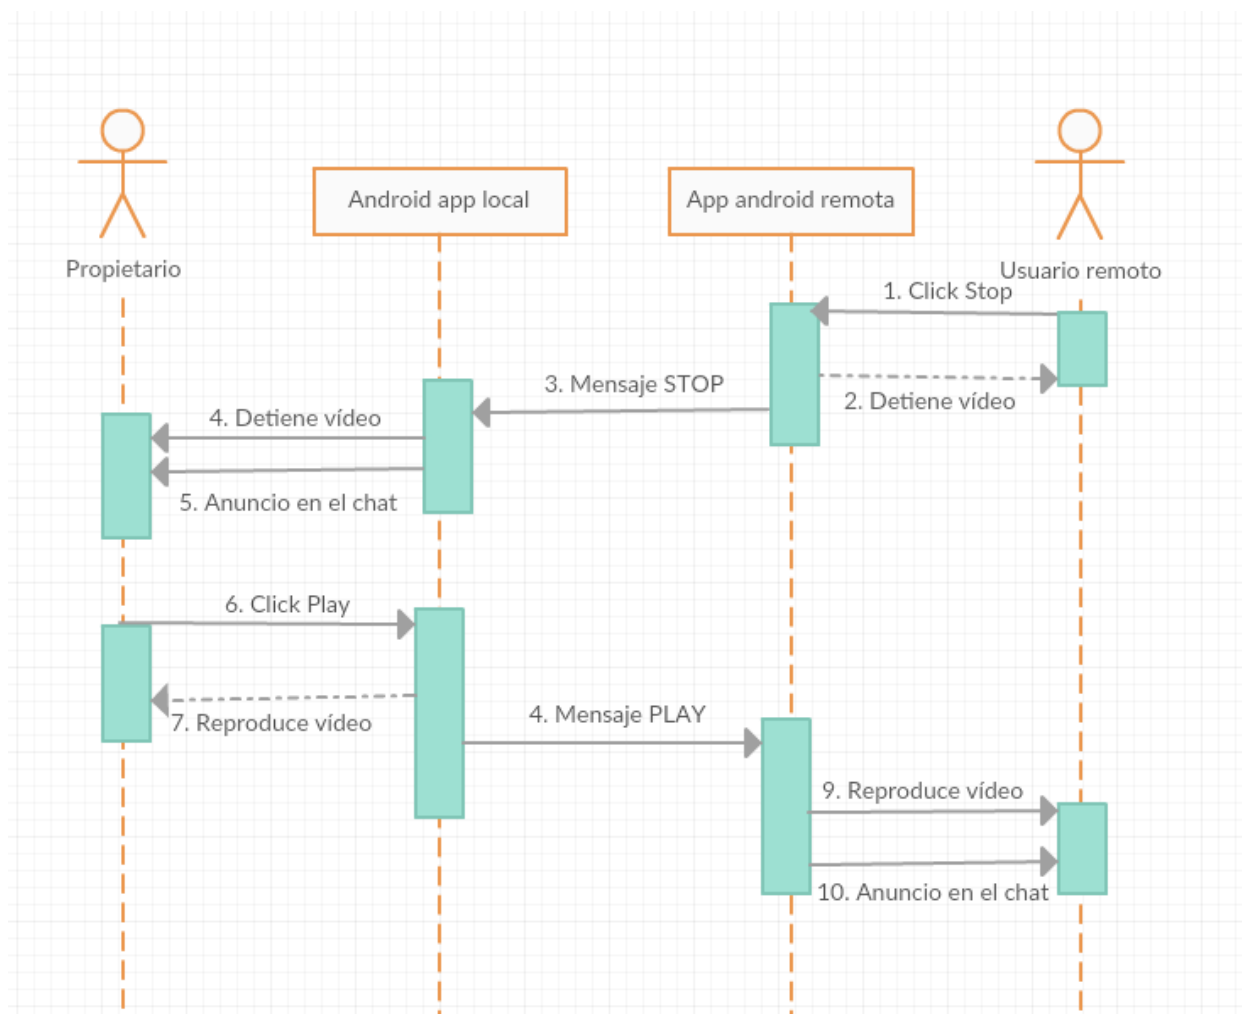 Android app local
App android remota
Propietario
Usuario remoto
1. Click Stop
3. Mensaje STOP
2. Detiene vídeo
4. Detiene vídeo
5. Anuncio en el chat
6. Click Play
7. Reproduce vídeo
4. Mensaje PLAY
9. Reproduce vídeo
10. Anuncio en el chat